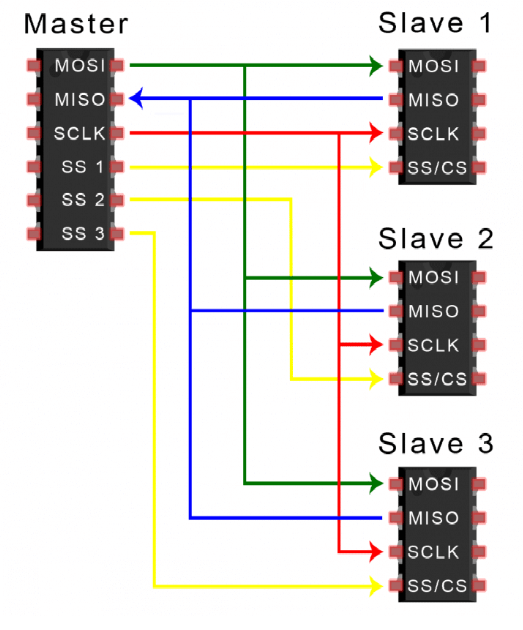 Master
MOSI
MISO
SCLK
SS 1
SS 2
SS 3
Slave 1
MOSI
MISO
SCLK
SS/CS
Slave 2
MOSI
MISO
SCLK
SS/CS
Slave 3
MOSI
MISO
SCLK
SS/CS